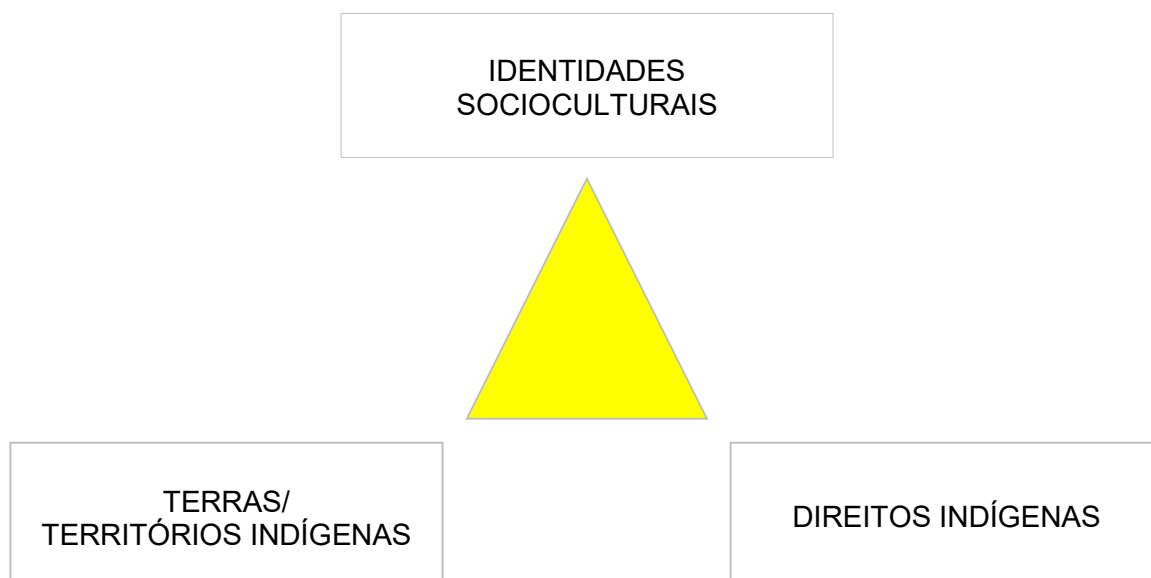 IDENTIDADES
SOCIOCULTURAIS
TERRAS/
TERRITÓRIOS INDÍGENAS
DIREITOS INDÍGENAS